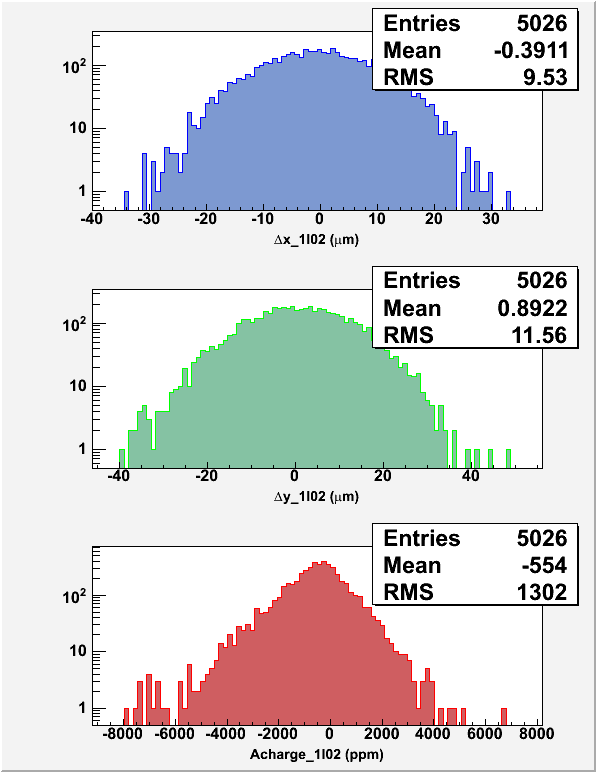 Entries 5026
Mean -0.3911
RMS 9.53
10²
10
1
-40 -30 -20 -10 0 10 20 30
Δx_1I02 (μm)
Entries 5026
Mean 0.8922
RMS 11.56
10²
10
1
-40 -20 0 20 40
Δy_1I02 (μm)
Entries 5026
Mean -554
RMS 1302
10²
10
1
-8000 -6000 -4000 -2000 0 2000 4000 6000 8000
Acharge_1I02 (ppm)